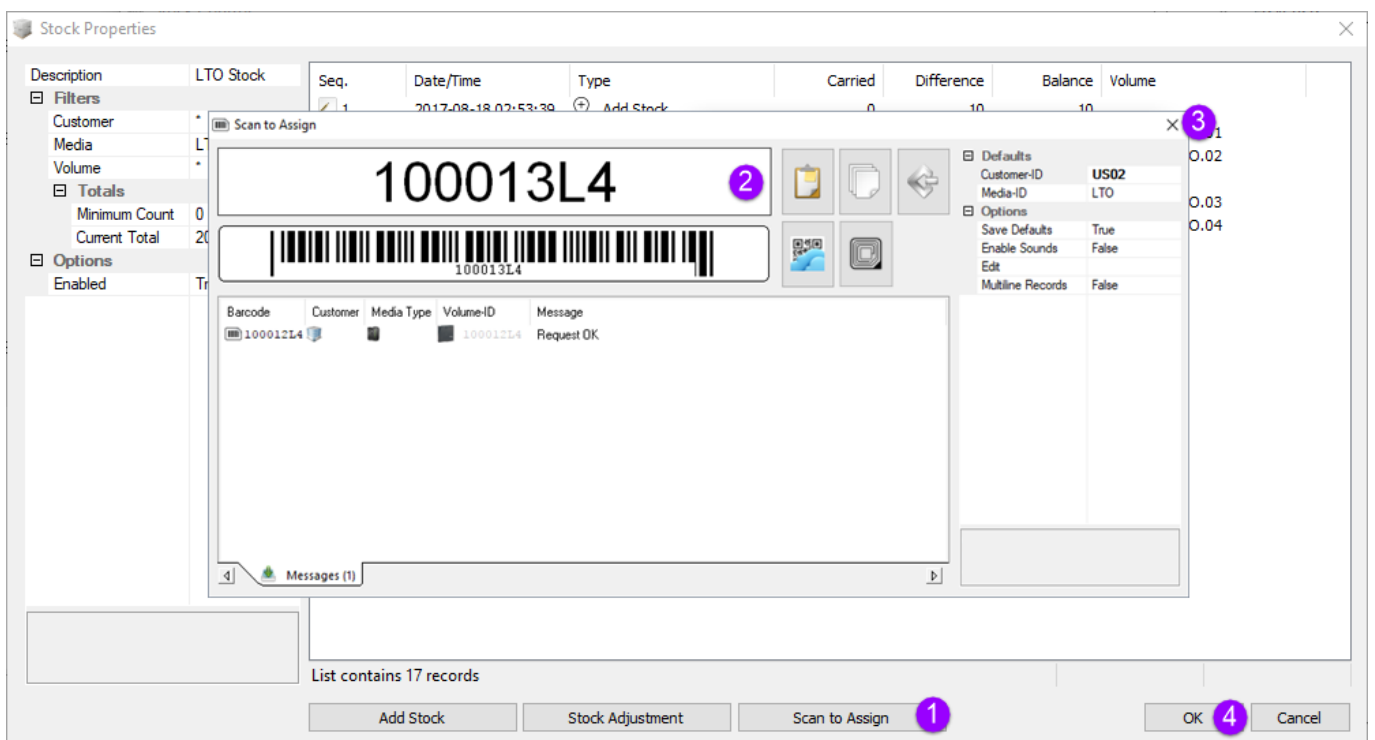 Stock Properties
Description LTO Stock
Filters
Customer *
Media
Volume *
Totals
Minimum Count 0
Current Total
Options
Enabled
Seq. Date/Time Type Carried Difference Balance Volume
1 2017-08-18 02:53:39 Add Stock 0 10 10
O.02
O.03
O.04
Scan to Assign
3
100013L4
2
100013L4
Defaults
Customer-ID US02
Media-ID LTO
Options
Save Defaults True
Enable Sounds False
Edit
Multiline Records False
Barcode Customer Media Type Volume-ID Message
100012L4 100012L4 Request OK
Messages (1)
List contains 17 records
Add Stock Stock Adjustment Scan to Assign 1 OK 4 Cancel